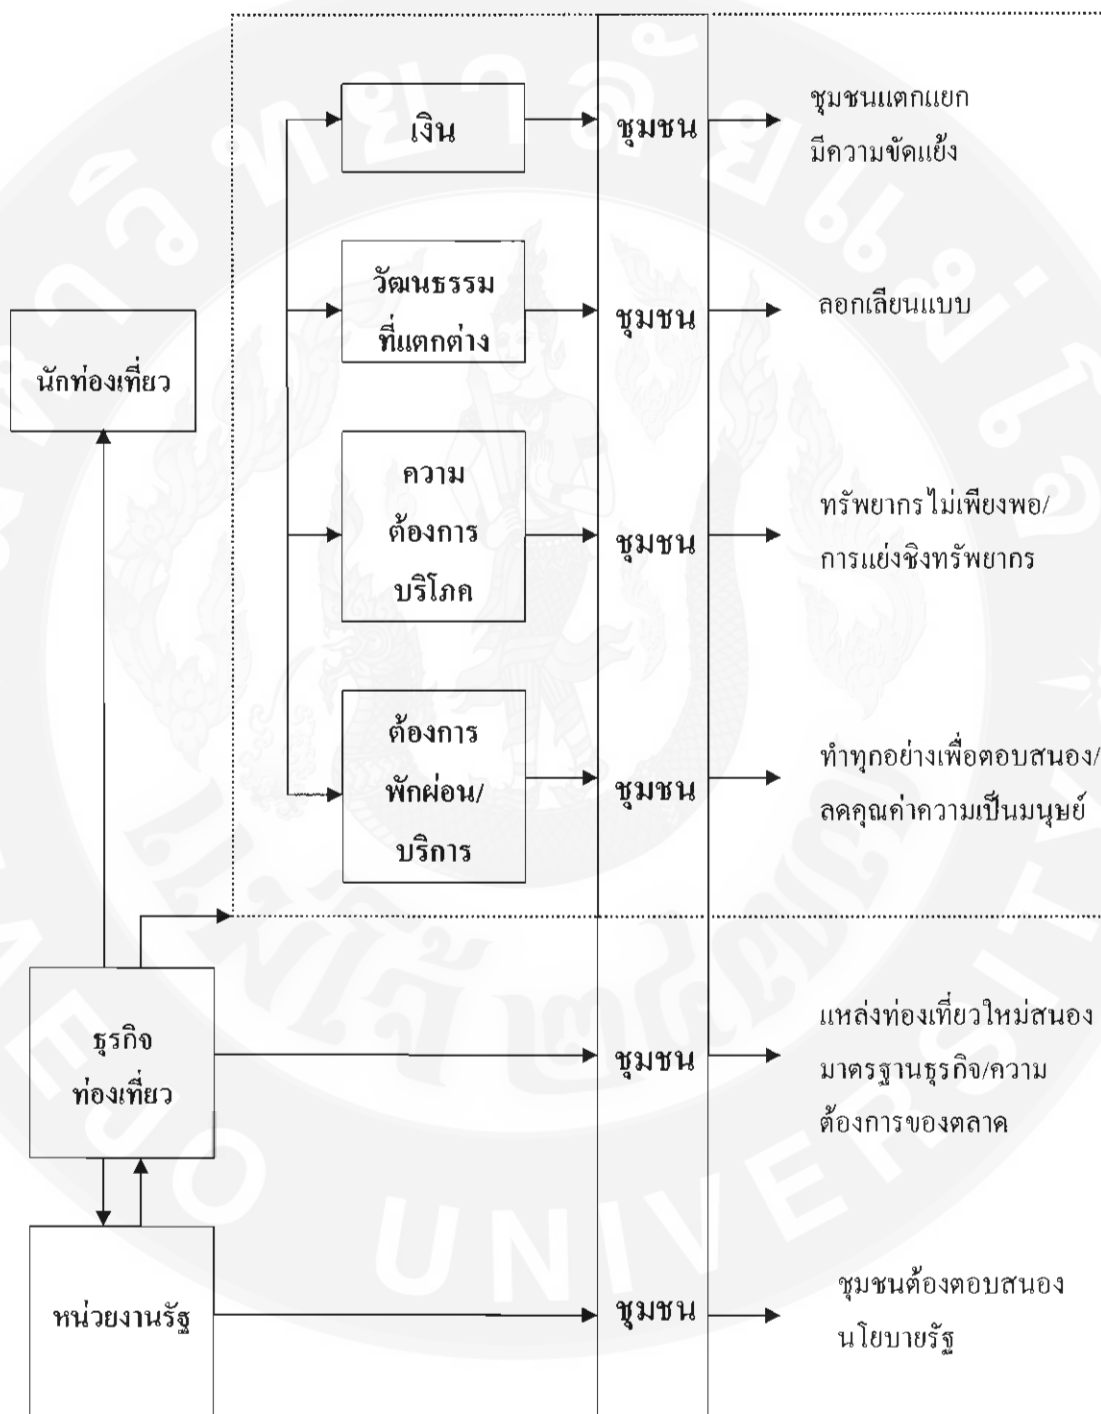 เงิน
ชุมชน
ชุมชนแตกแยก
มีความขัดแย้ง
วัฒนธรรม
ที่แตกต่าง
ชุมชน
ลอกเลียนแบบ
นักท่องเที่ยว
ความ
ต้องการ
บริโภค
ชุมชน
ทรัพยากรไม่เพียงพอ/
การแย่งชิงทรัพยากร
ต้องการ
พักผ่อน/
บริการ
ชุมชน
ทำทุกอย่างเพื่อตอบสนอง/
ลดคุณค่าความเป็นมนุษย์
ธุรกิจ
ท่องเที่ยว
ชุมชน
แหล่งท่องเที่ยวใหม่สนอง
มาตรฐานธุรกิจ/ความ
ต้องการของตลาด
หน่วยงานรัฐ
ชุมชน
ชุมชนต้องตอบสนอง
นโยบายรัฐ
UNIVERSITY